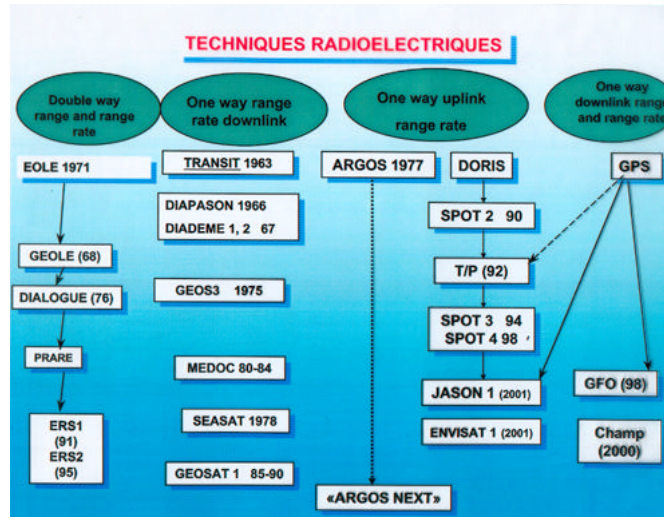 TECHNIQUES RADIOELECTRIQUES
Double way
range and range
rate
One way range
rate downlink
One way uplink
range rate
One way
downlink range
and range rate
EOLE 1971
GEOLE (68)
DIALOGUE (76)
PRARE
ERS1
(91)
ERS2
(95)
TRANSIT 1963
DIAPASON 1966
DIADEME 1, 2 67
GEOS3 1975
MEDOC 80-84
SEASAT 1978
GEOSAT 1 85-90
ARGOS 1977
«ARGOS NEXT»
DORIS
SPOT 2 90
T/P (92)
SPOT 3 94
SPOT 4 98
JASON 1 (2001)
ENVISAT 1 (2001)
GPS
GFO (98)
Champ
(2000)